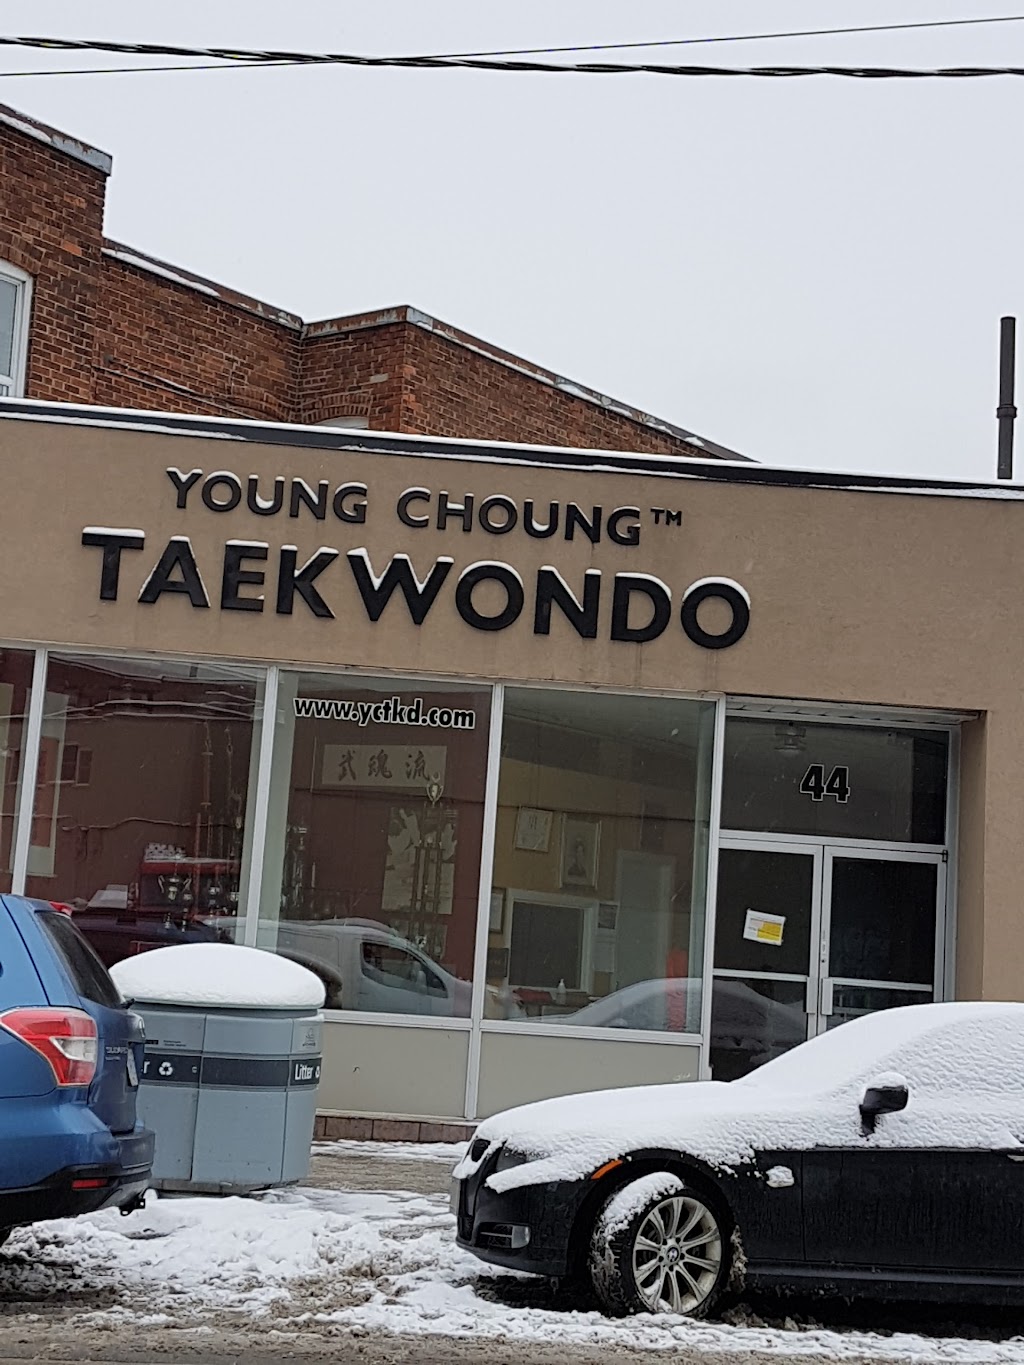 YOUNG CHOUNG™
TAEKWONDO
www.yctkd.com
武魂流
44
Litter